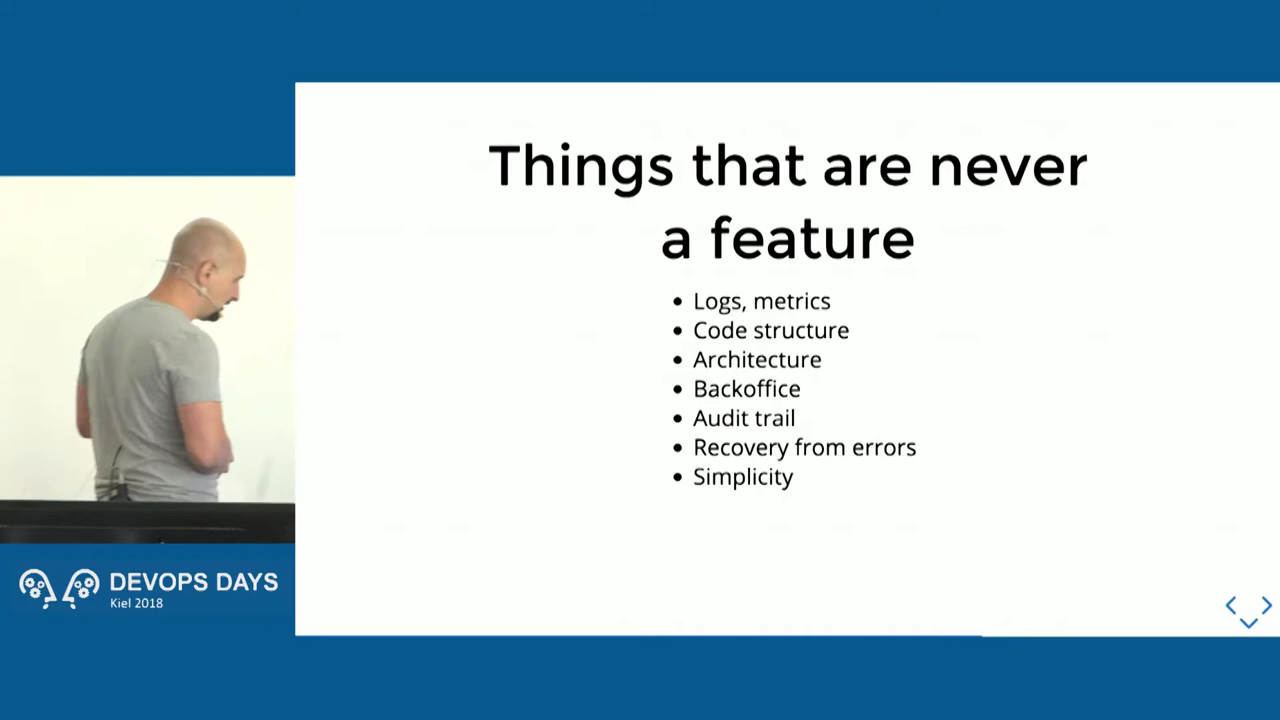 Things that are never
a feature
Logs, metrics
Code structure
Architecture
Backoffice
Audit trail
Recovery from errors
Simplicity
DEVOPS DAYS
Kiel 2018